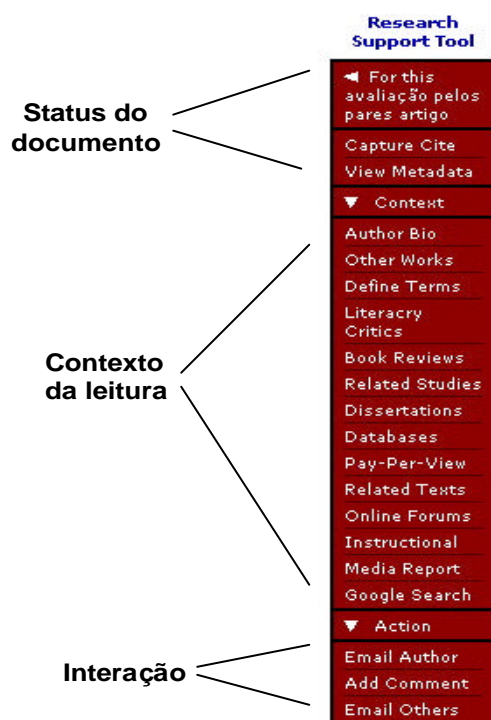 Research
Support Tool
◄ For this
avaliação pelos
pares artigo
Status do
documento
Capture Cite
View Metadata
▼ Context
Author Bio
Other Works
Define Terms
Literacry
Critics
Book Reviews
Contexto
da leitura
Related Studies
Dissertations
Databases
Pay-Per-View
Related Texts
Online Forums
Instructional
Media Report
Google Search
▼ Action
Interação
Email Author
Add Comment
Email Others